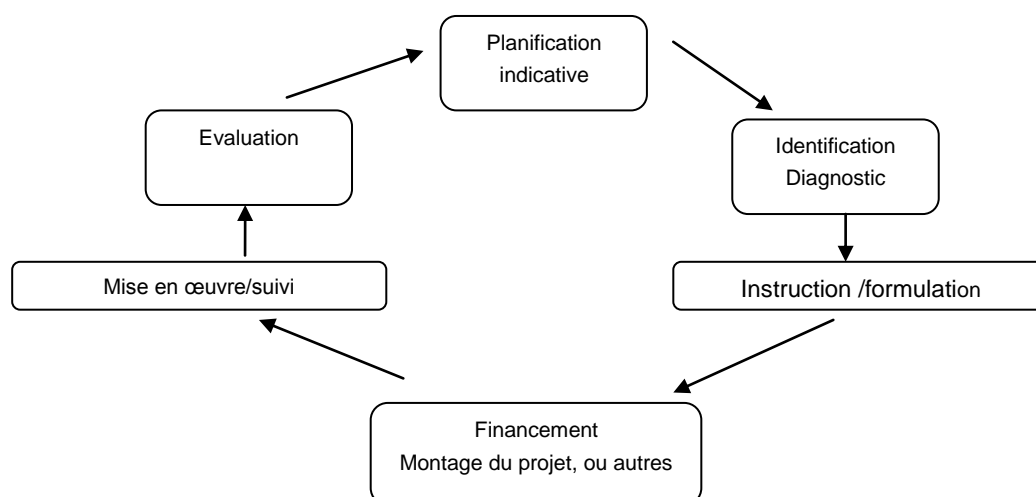 Planification
indicative
Evaluation
Identification
Diagnostic
Mise en œuvre/suivi
Instruction /formulation
Financement
Montage du projet, ou autres